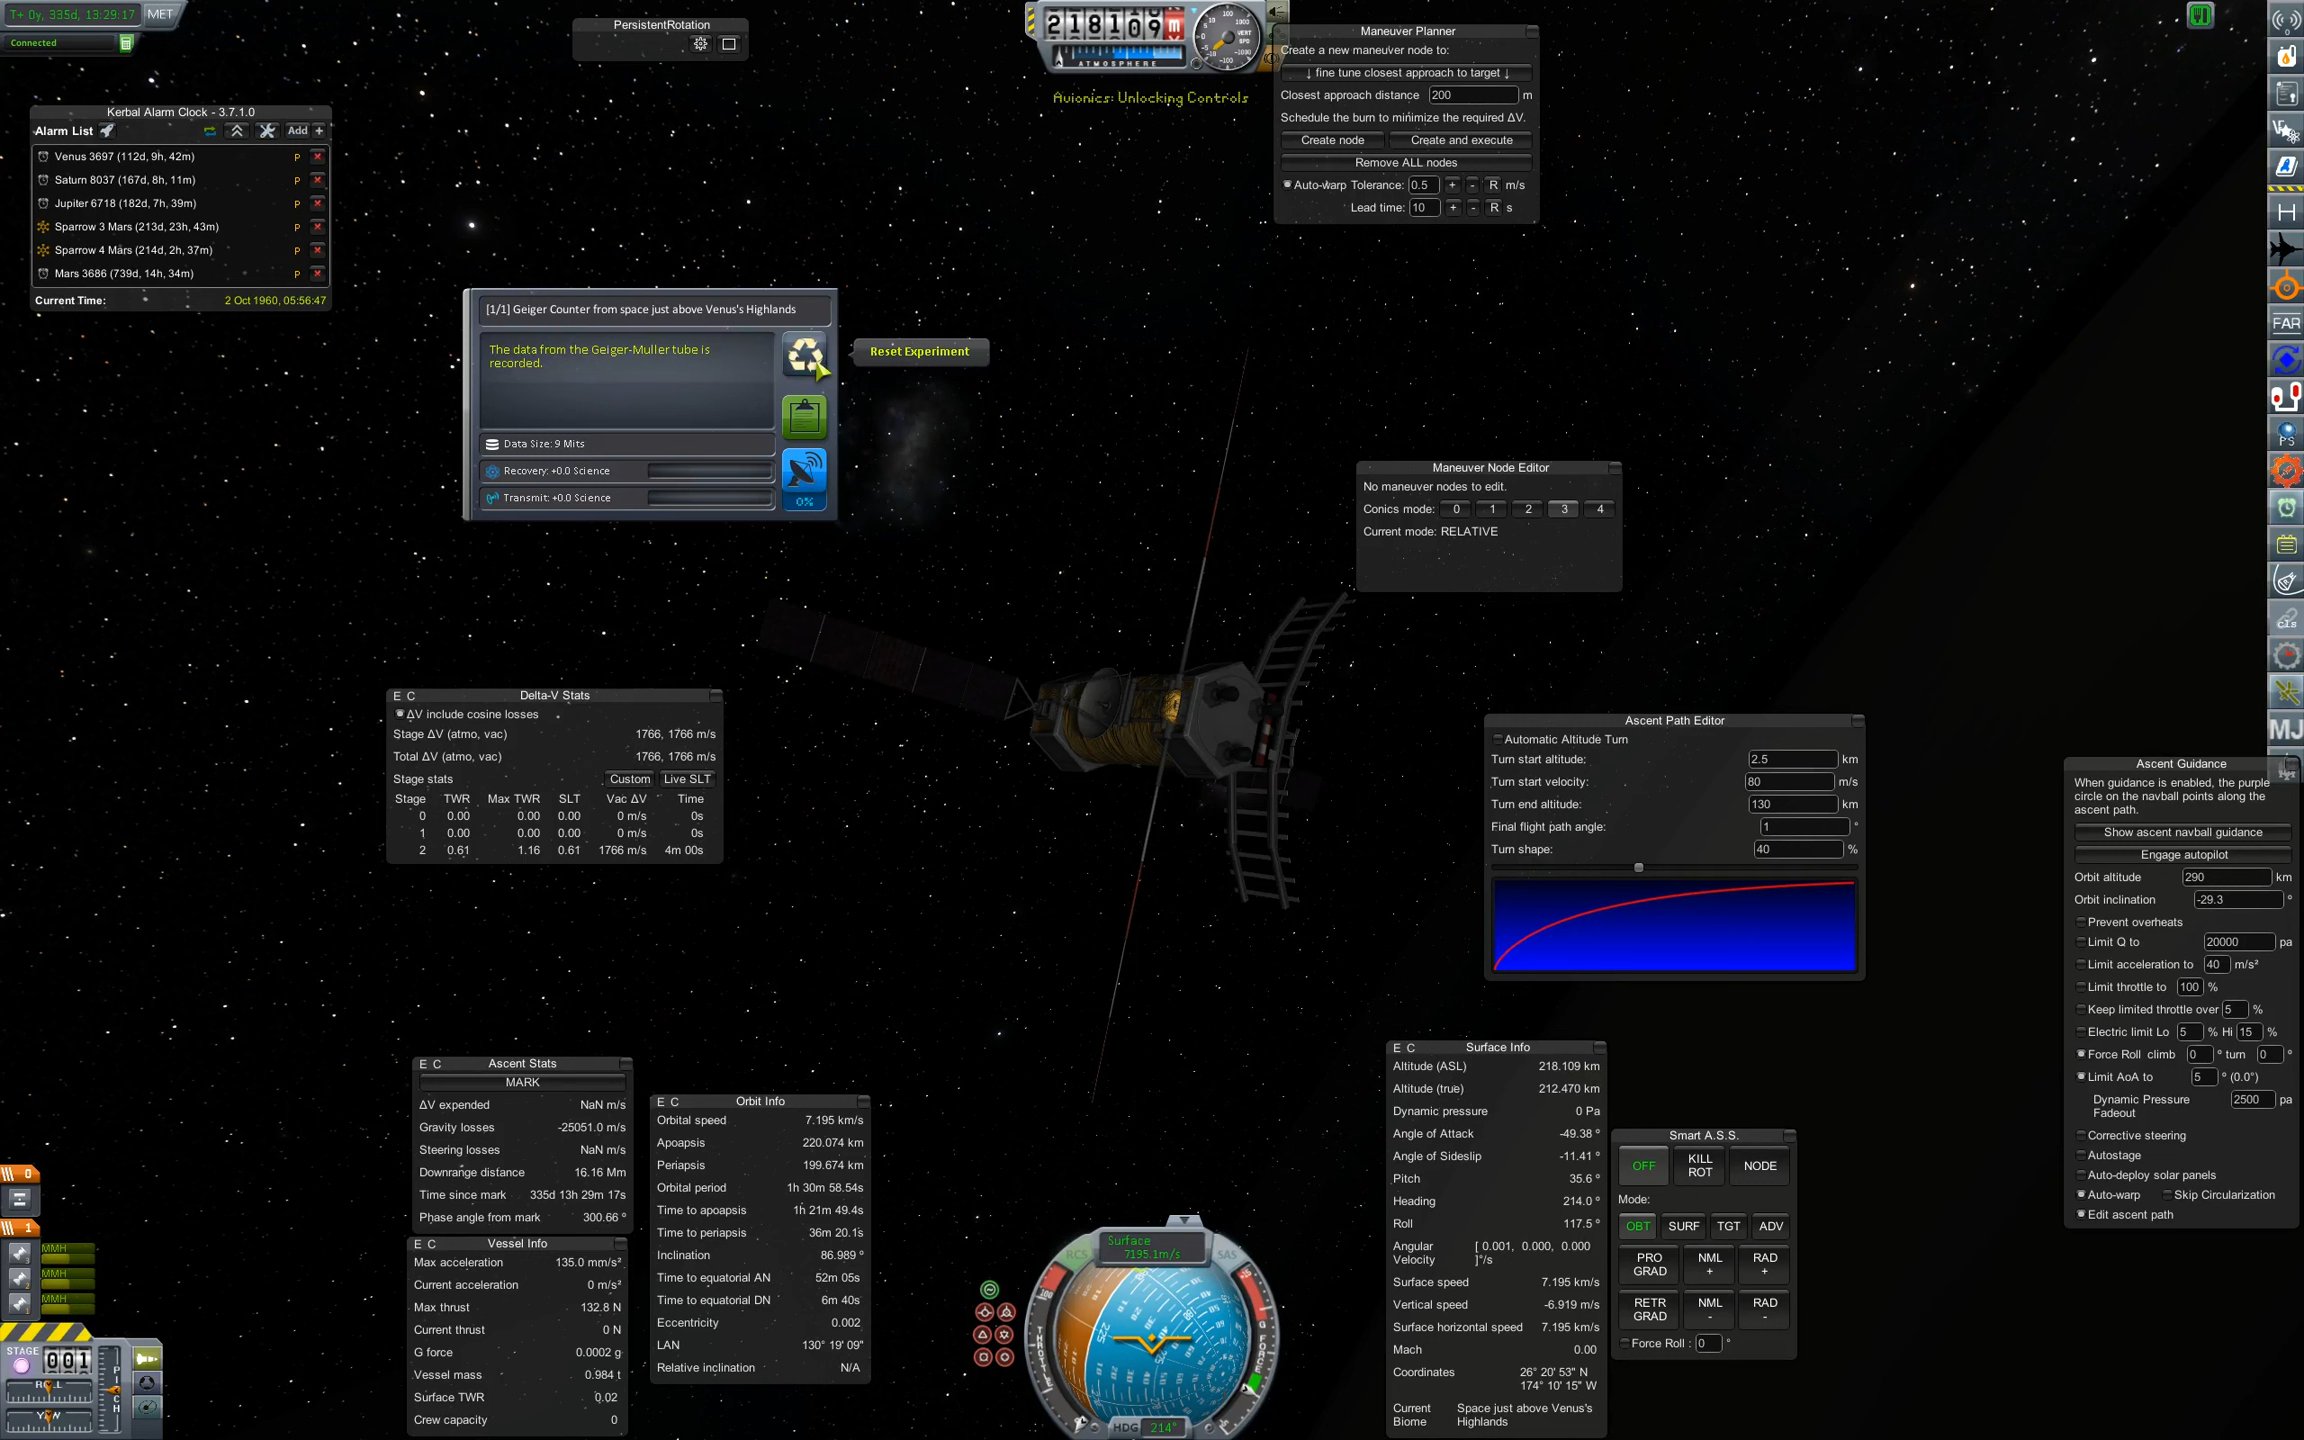 T+ 0y, 335d, 13:29:17 MET
Connected
PersistentRotation
218109 m
ATMOSPHERE
Avionics: Unlocking Controls
Maneuver Planner
Create a new maneuver node to:
↓ fine tune closest approach to target ↓
Closest approach distance 200 m
Schedule the burn to minimize the required ΔV.
Create node Create and execute
Remove ALL nodes
Auto-warp Tolerance: 0.5 + - R m/s
Lead time: 10 + - R s
Kerbal Alarm Clock - 3.7.1.0
Alarm List Add +
Venus 3697 (112d, 9h, 42m) P
Saturn 8037 (167d, 8h, 11m) P
Jupiter 6718 (182d, 7h, 39m) P
Sparrow 3 Mars (213d, 23h, 43m) P
Sparrow 4 Mars (214d, 2h, 37m) P
Mars 3686 (739d, 14h, 34m) P
Current Time: 2 Oct 1960, 05:56:47
[1/1] Geiger Counter from space just above Venus's Highlands
The data from the Geiger-Muller tube is
recorded.
Data Size: 9 Mits
Recovery: +0.0 Science
Transmit: +0.0 Science
0%
Reset Experiment
Maneuver Node Editor
No maneuver nodes to edit.
Conics mode: 0 1 2 3 4
Current mode: RELATIVE
E C Delta-V Stats
ΔV include cosine losses
Stage ΔV (atmo, vac) 1766, 1766 m/s
Total ΔV (atmo, vac) 1766, 1766 m/s
Stage stats Custom Live SLT
Stage TWR Max TWR SLT Vac ΔV Time
0 0.00 0.00 0.00 0 m/s 0s
1 0.00 0.00 0.00 0 m/s 0s
2 0.61 1.16 0.61 1766 m/s 4m 00s
Ascent Path Editor
Automatic Altitude Turn
Turn start altitude: 2.5 km
Turn start velocity: 80 m/s
Turn end altitude: 130 km
Final flight path angle: 1 °
Turn shape: 40 %
Ascent Guidance
When guidance is enabled, the purple
circle on the navball points along the
ascent path.
Show ascent navball guidance
Engage autopilot
Orbit altitude 290 km
Orbit inclination -29.3 °
Prevent overheats
Limit Q to 20000 pa
Limit acceleration to 40 m/s²
Limit throttle to 100 %
Keep limited throttle over 5 %
Electric limit Lo 5 % Hi 15 %
Force Roll climb 0 ° turn 0 °
Limit AoA to 5 ° (0.0°)
Dynamic Pressure
Fadeout 2500 pa
Corrective steering
Autostage
Auto-deploy solar panels
Auto-warp Skip Circularization
Edit ascent path
E C Ascent Stats
MARK
ΔV expended NaN m/s
Gravity losses -25051.0 m/s
Steering losses NaN m/s
Downrange distance 16.16 Mm
Time since mark 335d 13h 29m 17s
Phase angle from mark 300.66 °
E C Vessel Info
Max acceleration 135.0 mm/s²
Current acceleration 0 m/s²
Max thrust 132.8 N
Current thrust 0 N
G force 0.0002 g
Vessel mass 0.984 t
Surface TWR 0.02
Crew capacity 0
E C Orbit Info
Orbital speed 7.195 km/s
Apoapsis 220.074 km
Periapsis 199.674 km
Orbital period 1h 30m 58.54s
Time to apoapsis 1h 21m 49.4s
Time to periapsis 36m 20.1s
Inclination 86.989 °
Time to equatorial AN 52m 05s
Time to equatorial DN 6m 40s
Eccentricity 0.002
LAN 130° 19' 09"
Relative inclination N/A
E C Surface Info
Altitude (ASL) 218.109 km
Altitude (true) 212.470 km
Dynamic pressure 0 Pa
Angle of Attack -49.38 °
Angle of Sideslip -11.41 °
Pitch 35.6 °
Heading 214.0 °
Roll 117.5 °
Angular Velocity [ 0.001, 0.000, 0.000 ]°/s
Surface speed 7.195 km/s
Vertical speed -6.919 m/s
Surface horizontal speed 7.195 km/s
Mach 0.00
Coordinates 26° 20' 53" N
174° 10' 15" W
Current Biome Space just above Venus's Highlands
Smart A.S.S.
OFF KILL ROT NODE
Mode:
OBT SURF TGT ADV
PRO GRAD NML + RAD +
RETR GRAD NML - RAD -
Force Roll : 0 °
RCS Surface SAS
7195.1m/s
THROTTLE
G FORCE
HDG 214°
0
1
MMH
MMH
MMH
STAGE 001
ROLL
YAW
PITCH
FAR
PS
cls
MJ